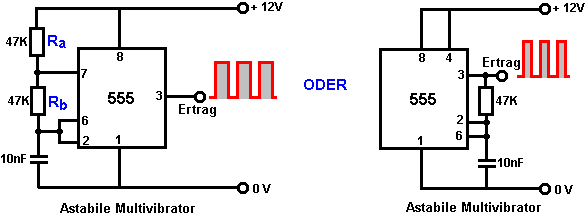 + 12V
47K
Ra
8
7
47K
Rb
555
3
Ertrag
6
2
1
10nF
0 V
Astabile Multivibrator
ODER
+ 12V
8 4
Ertrag
3
555
47K
2
6
1
10nF
0 V
Astabile Multivibrator